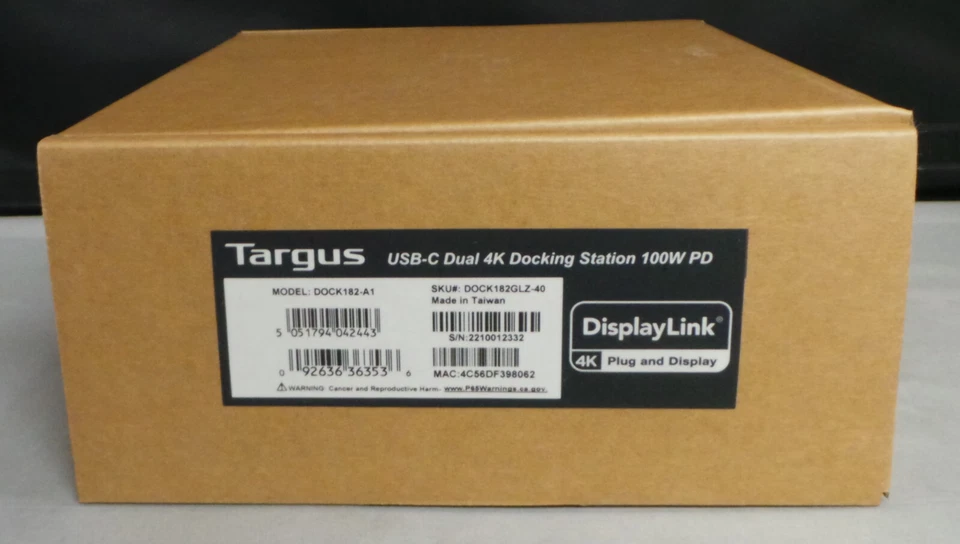 Targus USB-C Dual 4K Docking Station 100W PD
MODEL: DOCK182-A1
5 051794 042443
0 92636 36353 6
SKU#: DOCK182GLZ-40
Made in Taiwan
S/N:2210012332
MAC:4C56DF398062
⚠WARNING: Cancer and Reproductive Harm- www.P65Warnings.ca.gov.
DisplayLink®
4K Plug and Display